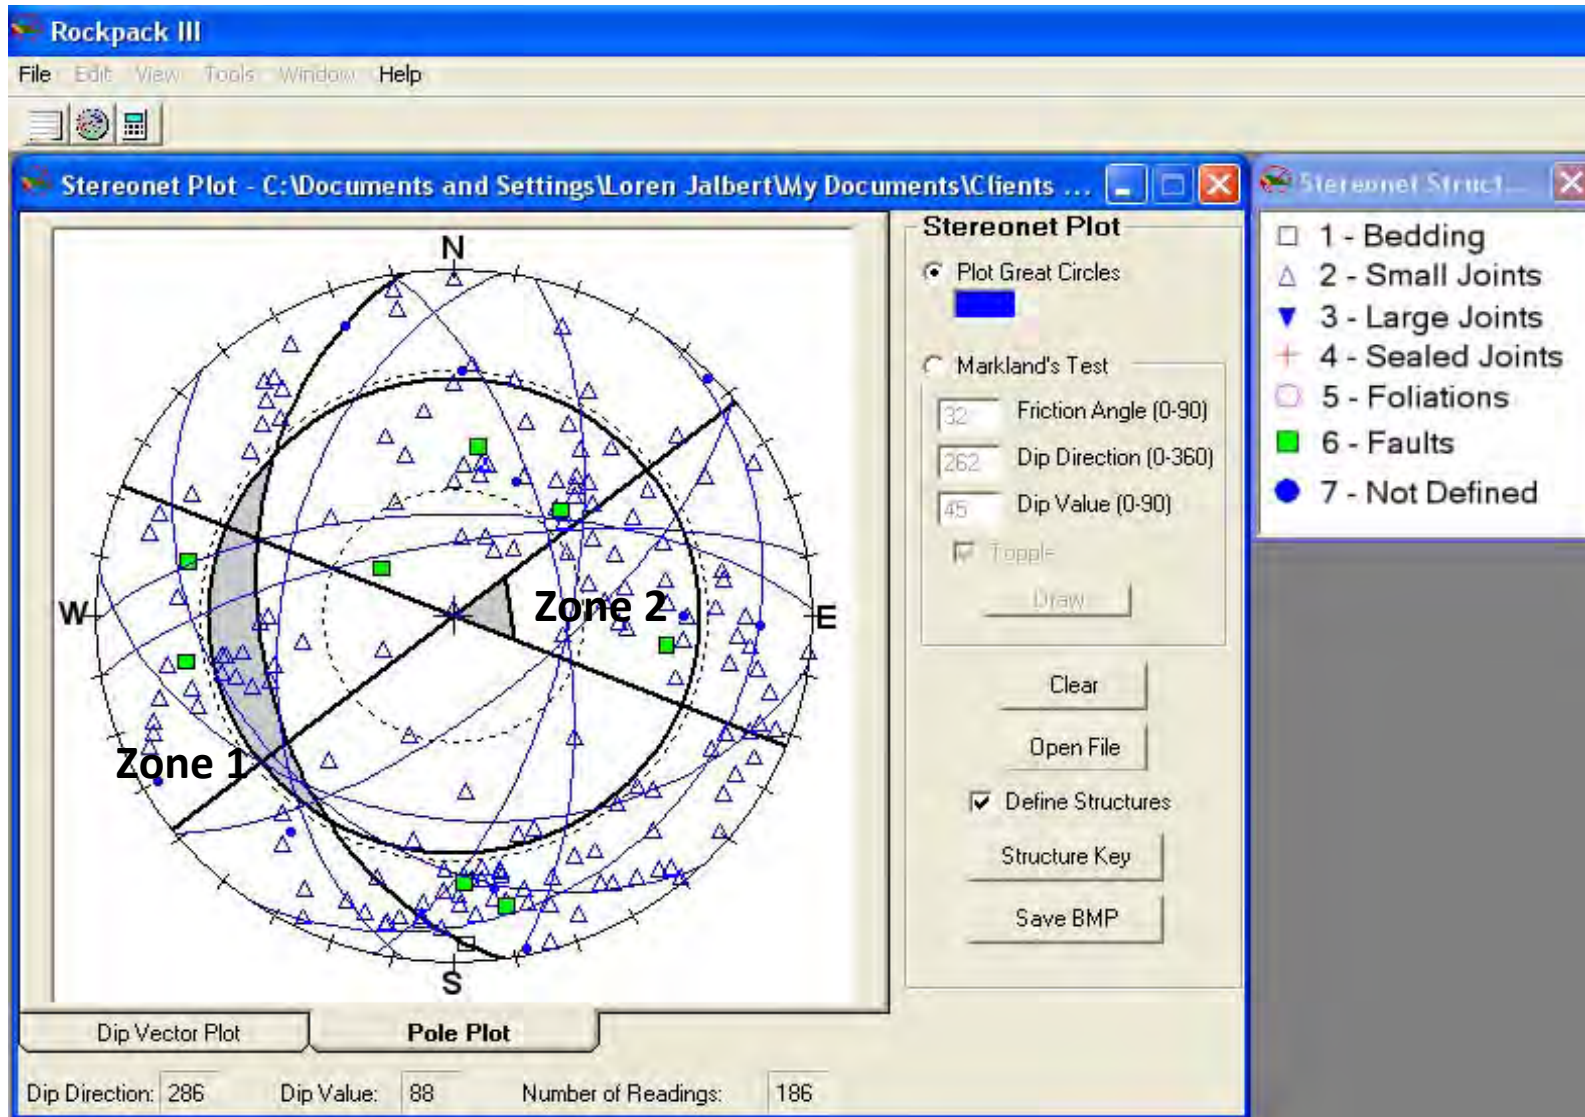 Rockpack III
File Edit View Tools Window Help
Stereonet Plot - C:\Documents and Settings\Loren Jalbert\My Documents\Clients ...
Stereonet Struct...
Stereonet Plot
Plot Great Circles
Markland's Test
32 Friction Angle (0-90)
262 Dip Direction (0-360)
45 Dip Value (0-90)
Topple
Draw
Clear
Open File
Define Structures
Structure Key
Save BMP
1 - Bedding
2 - Small Joints
3 - Large Joints
4 - Sealed Joints
5 - Foliations
6 - Faults
7 - Not Defined
N
W
E
S
Zone 2
Zone 1
Dip Vector Plot
Pole Plot
Dip Direction: 286 Dip Value: 88 Number of Readings: 186